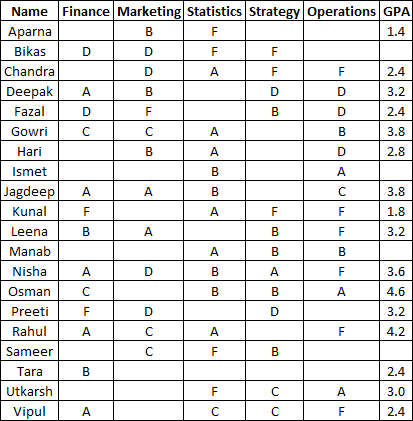 Name Finance Marketing Statistics Strategy Operations GPA
Aparna B F 1.4
Bikas D D F F
Chandra D A F F 2.4
Deepak A B D D 3.2
Fazal D F B D 2.4
Gowri C C A B 3.8
Hari B A D 2.8
Ismet B A
Jagdeep A A B C 3.8
Kunal F A F F 1.8
Leena B A B F 3.2
Manab A B B
Nisha A D B A F 3.6
Osman C B B A 4.6
Preeti F D D 3.2
Rahul A C A F 4.2
Sameer C F B
Tara B 2.4
Utkarsh F C A 3.0
Vipul A C C F 2.4